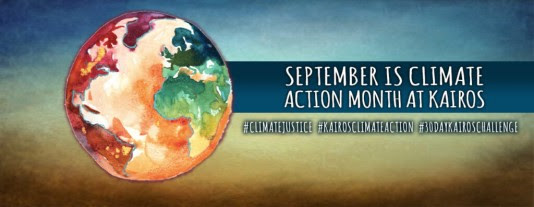 SEPTEMBER IS CLIMATE
ACTION MONTH AT KAIROS
#CLIMATEJUSTICE #KAIROSCLIMATEACTION #30DAYKAIROSCHALLENGE